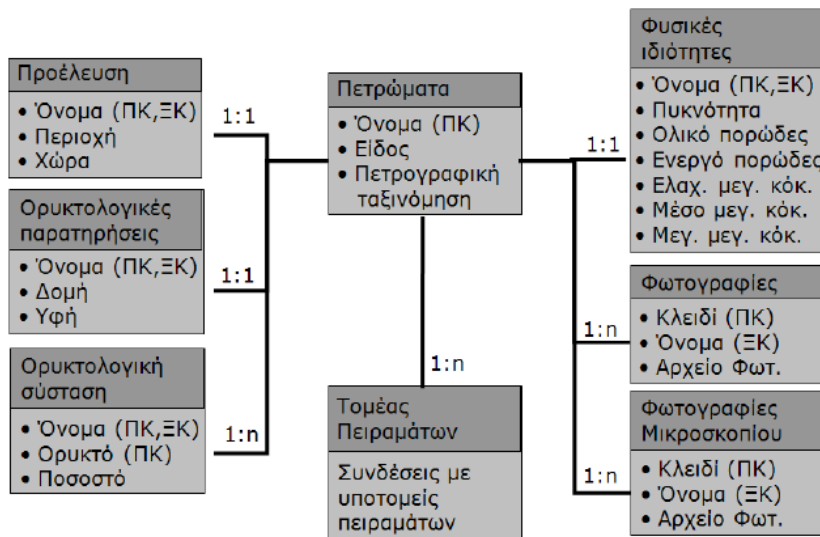 Προέλευση
• Όνομα (ΠΚ,ΞΚ)
• Περιοχή
• Χώρα
1:1
Ορυκτολογικές
παρατηρήσεις
• Όνομα (ΠΚ,ΞΚ)
• Δομή
• Υφή
1:1
Ορυκτολογική
σύσταση
• Όνομα (ΠΚ,ΞΚ)
• Ορυκτό (ΠΚ)
• Ποσοστό
1:n
Πετρώματα
• Όνομα (ΠΚ)
• Είδος
• Πετρογραφική
ταξινόμηση
1:n
Τομέας
Πειραμάτων
Συνδέσεις με
υποτομείς
πειραμάτων
Φυσικές
ιδιότητες
• Όνομα (ΠΚ,ΞΚ)
• Πυκνότητα
• Ολικό πορώδες
• Ενεργό πορώδες
• Ελαχ. μεγ. κόκ.
• Μέσο μεγ. κόκ.
• Μεγ. μεγ. κόκ.
1:1
Φωτογραφίες
• Κλειδί (ΠΚ)
• Όνομα (ΞΚ)
• Αρχείο Φωτ.
1:n
Φωτογραφίες
Μικροσκοπίου
• Κλειδί (ΠΚ)
• Όνομα (ΞΚ)
• Αρχείο Φωτ.
1:n